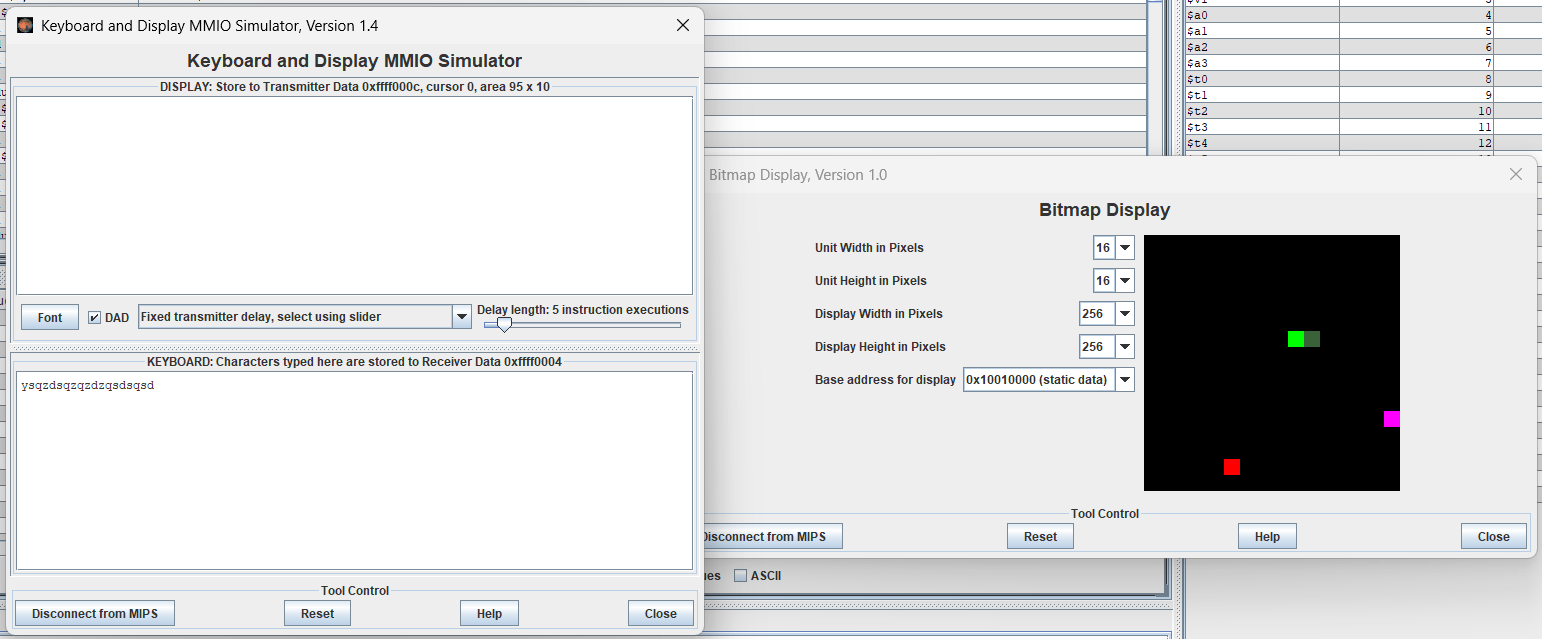 Keyboard and Display MMIO Simulator, Version 1.4
Keyboard and Display MMIO Simulator
DISPLAY: Store to Transmitter Data 0xffff000c, cursor 0, area 95 x 10
Font
DAD
Fixed transmitter delay, select using slider
Delay length: 5 instruction executions
KEYBOARD: Characters typed here are stored to Receiver Data 0xffff0004
ysqzdsqzqzdzqsdsqsd
Tool Control
Disconnect from MIPS
Reset
Help
Close
$a0 4
$a1 5
$a2 6
$a3 7
$t0 8
$t1 9
$t2 10
$t3 11
$t4 12
Bitmap Display, Version 1.0
Bitmap Display
Unit Width in Pixels 16
Unit Height in Pixels 16
Display Width in Pixels 256
Display Height in Pixels 256
Base address for display 0x10010000 (static data)
Tool Control
Disconnect from MIPS
Reset
Help
Close
ASCII